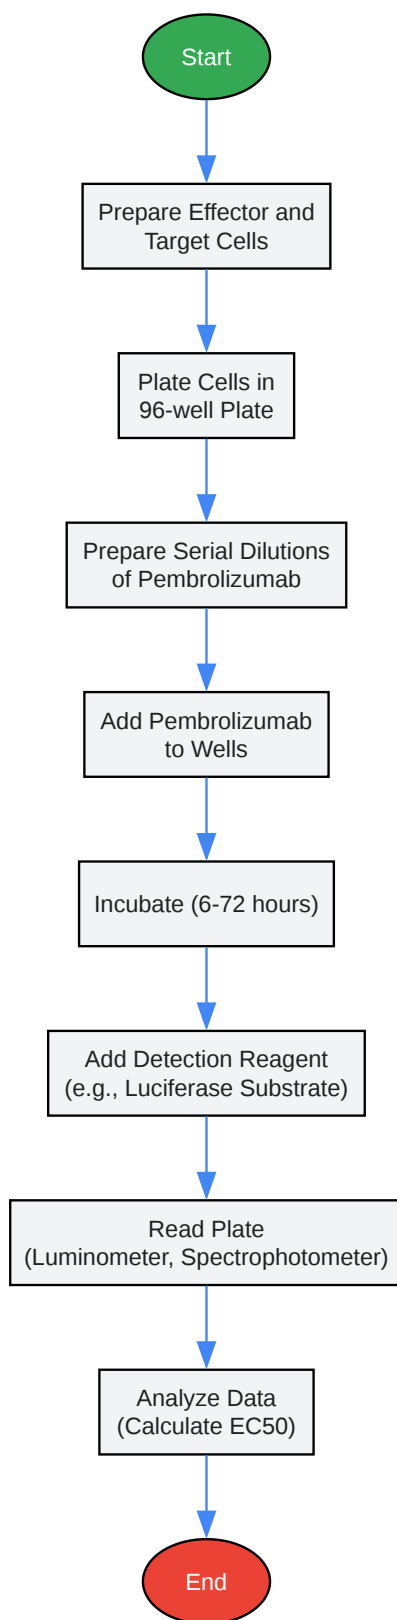 Start
Prepare Effector and
Target Cells
Plate Cells in
96-well Plate
Prepare Serial Dilutions
of Pembrolizumab
Add Pembrolizumab
to Wells
Incubate (6-72 hours)
Add Detection Reagent
(e.g., Luciferase Substrate)
Read Plate
(Luminometer, Spectrophotometer)
Analyze Data
(Calculate EC50)
End